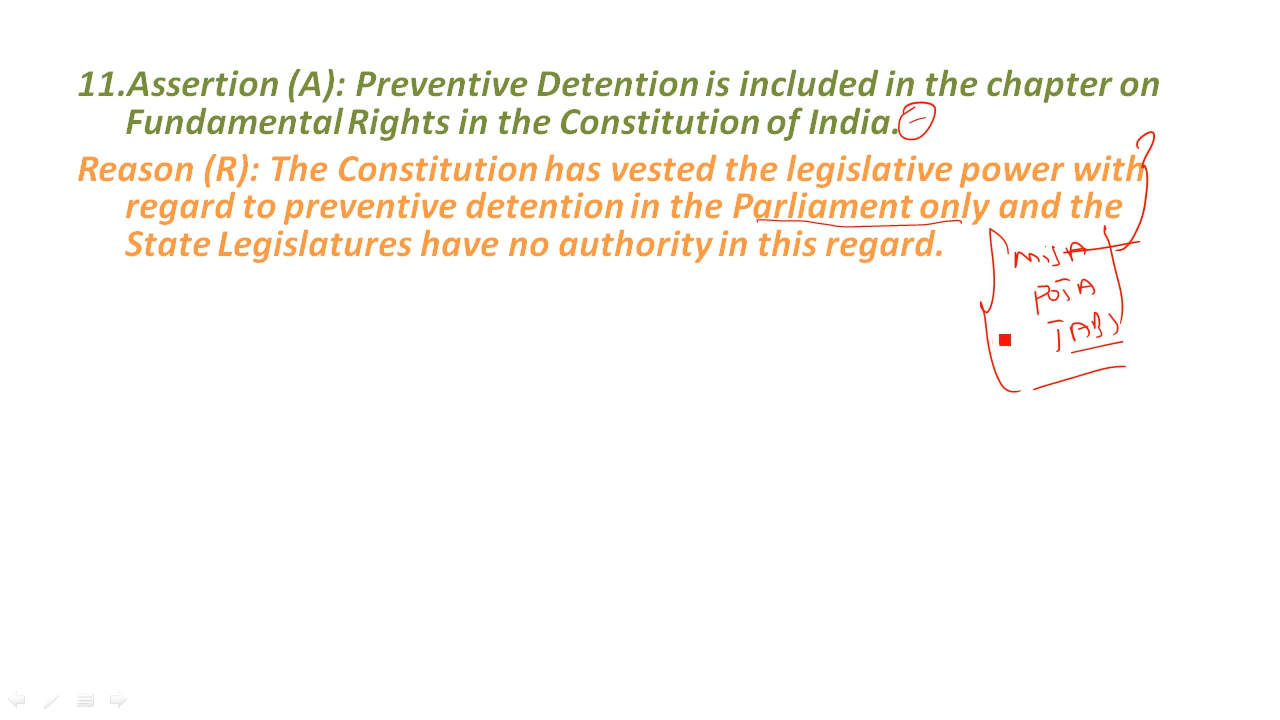 11.Assertion (A): Preventive Detention is included in the chapter on
Fundamental Rights in the Constitution of India.
Reason (R): The Constitution has vested the legislative power with
regard to preventive detention in the Parliament only and the
State Legislatures have no authority in this regard.
MISA
POTA